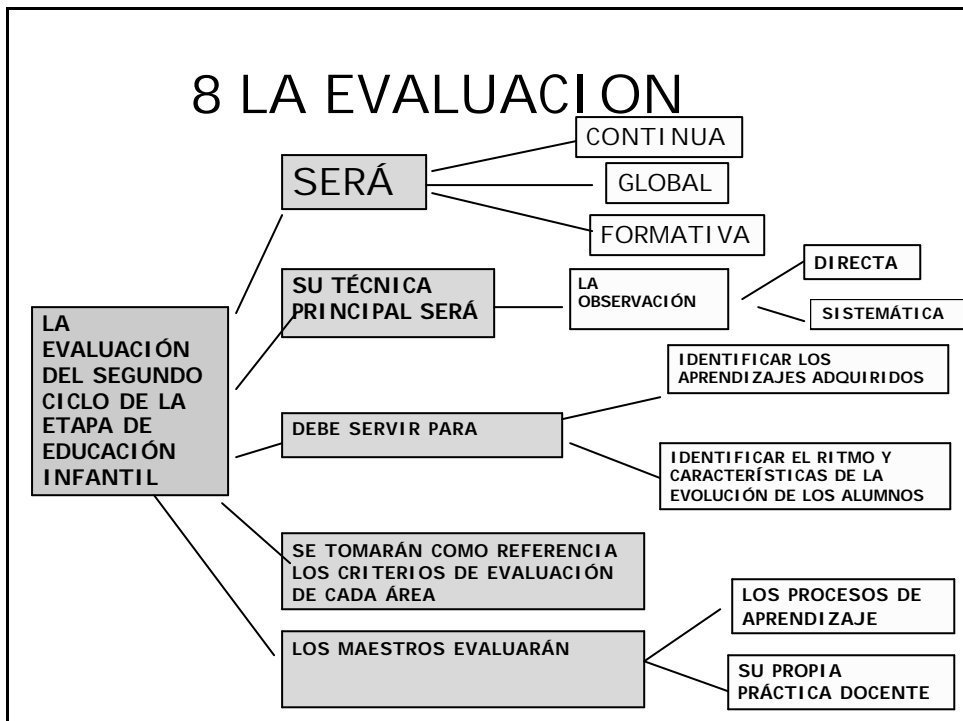 8 LA EVALUACION
SERÁ
CONTINUA
GLOBAL
FORMATIVA
SU TÉCNICA
PRINCIPAL SERÁ
LA
OBSERVACIÓN
DIRECTA
SISTEMÁTICA
LA
EVALUACIÓN
DEL SEGUNDO
CICLO DE LA
ETAPA DE
EDUCACIÓN
INFANTIL
DEBE SERVIR PARA
IDENTIFICAR LOS
APRENDIZAJES ADQUIRIDOS
IDENTIFICAR EL RITMO Y
CARACTERÍSTICAS DE LA
EVOLUCIÓN DE LOS ALUMNOS
SE TOMARÁN COMO REFERENCIA
LOS CRITERIOS DE EVALUACIÓN
DE CADA ÁREA
LOS MAESTROS EVALUARÁN
LOS PROCESOS DE
APRENDIZAJE
SU PROPIA
PRÁCTICA DOCENTE